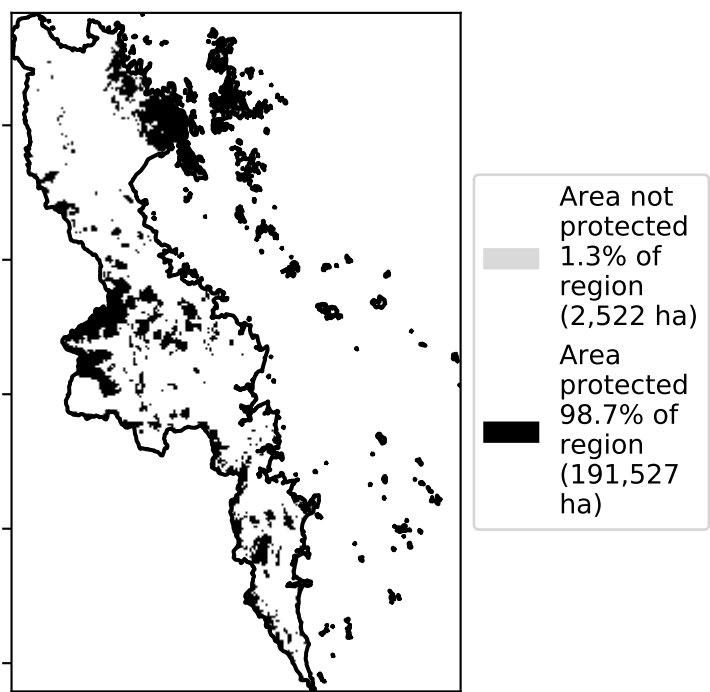 Area not
protected
1.3% of
region
(2,522 ha)
Area
protected
98.7% of
region
(191,527
ha)